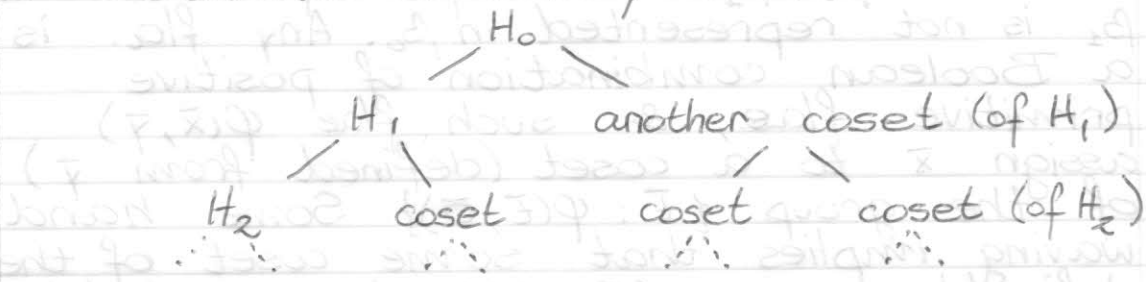 H₀
H₁ another coset (of H₁)
H₂ coset coset coset (of H₂)